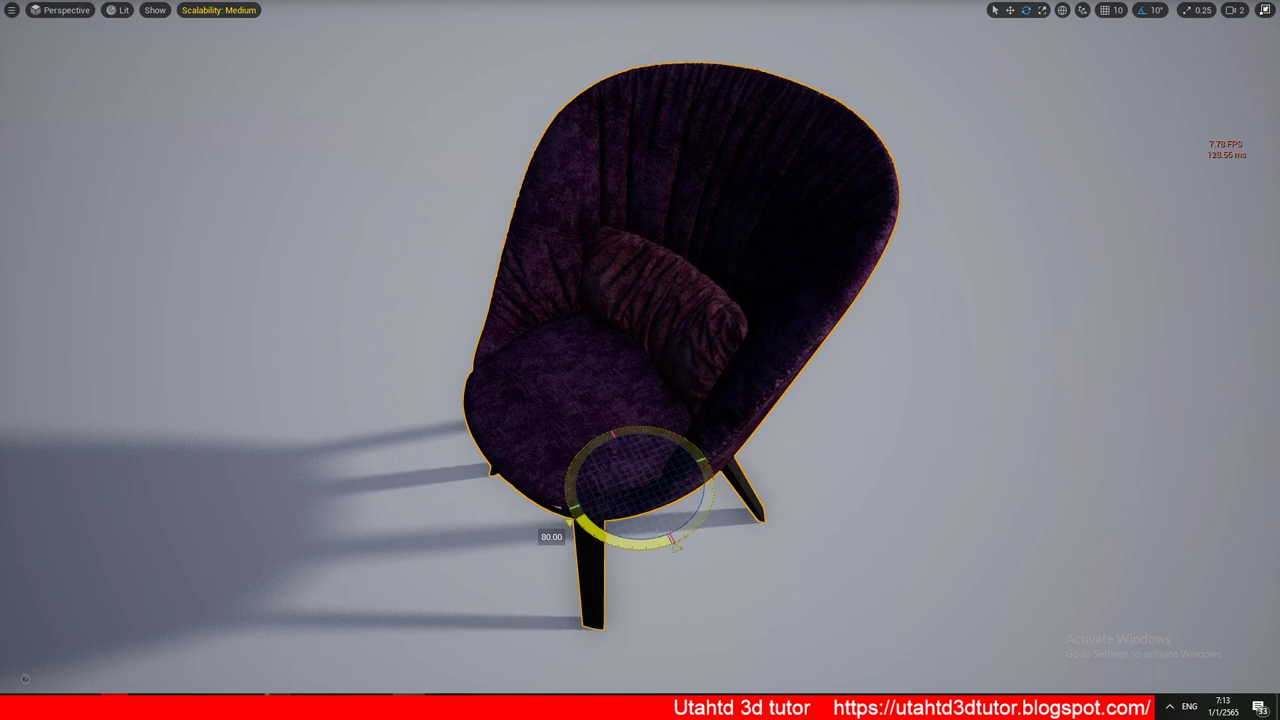 Perspective Lit Show Scalability: Medium 10 10° 0.25 2
7.78 FPS
128.56 ms
80.00
Activate Windows
Go to Settings to activate Windows.
Utahtd 3d tutor https://utahtd3dtutor.blogspot.com/
ENG
7:13
1/1/2565
33